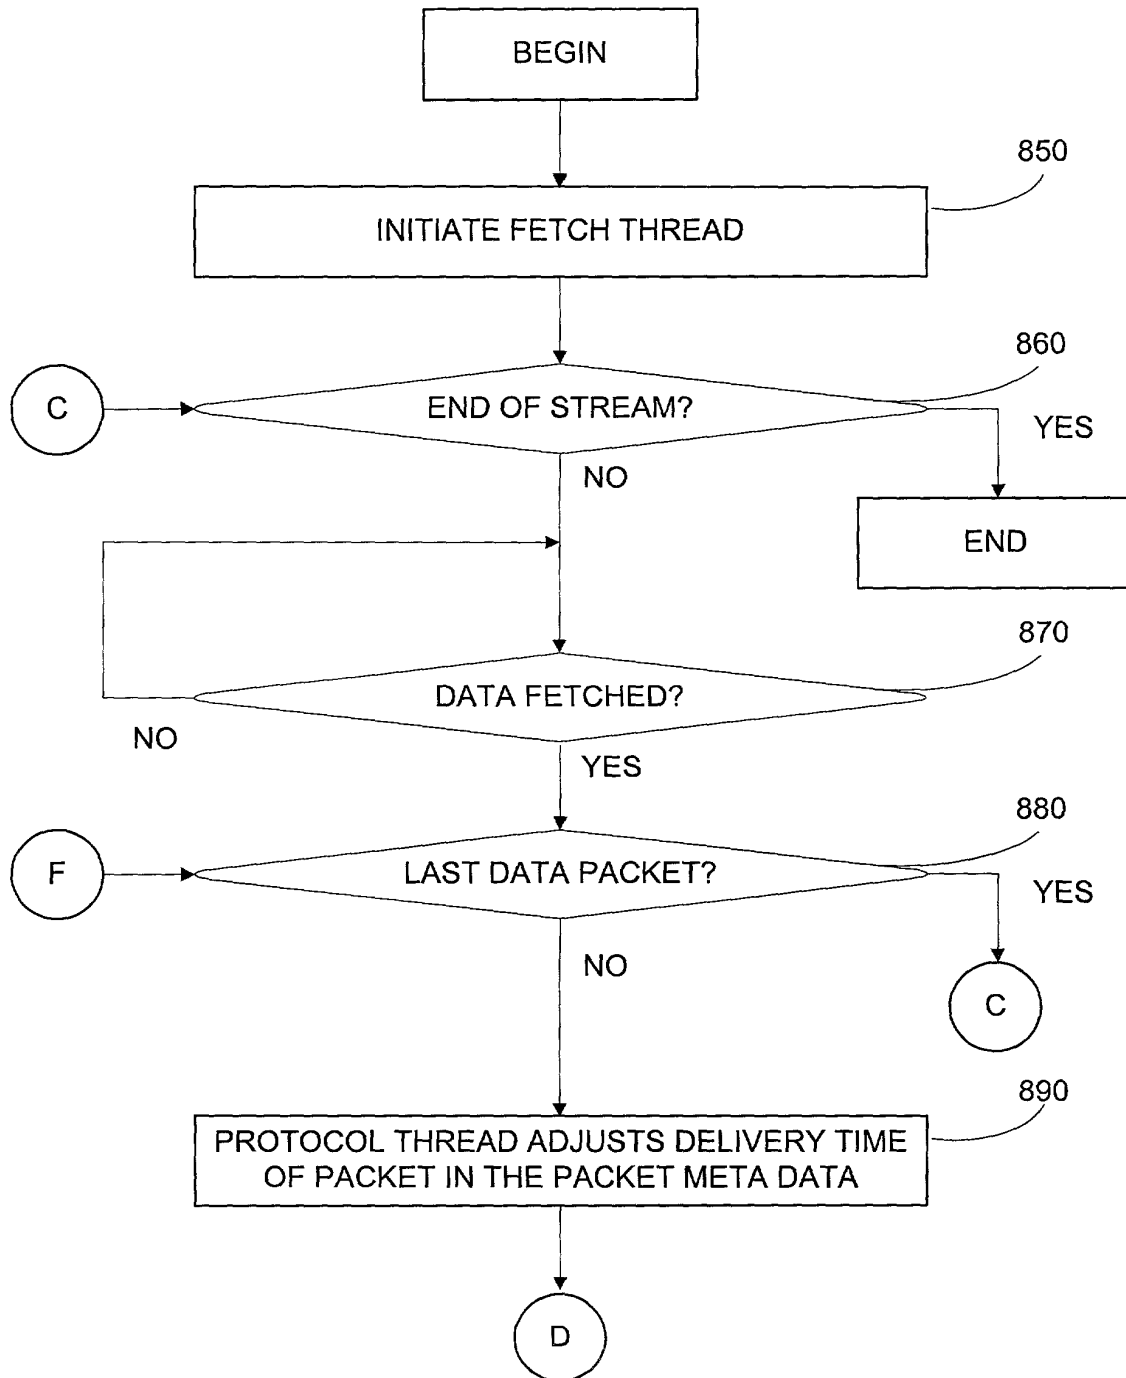 BEGIN
850
INITIATE FETCH THREAD
860
C
END OF STREAM?
YES
NO
END
870
DATA FETCHED?
NO
YES
880
F
LAST DATA PACKET?
YES
NO
C
890
PROTOCOL THREAD ADJUSTS DELIVERY TIME
OF PACKET IN THE PACKET META DATA
D